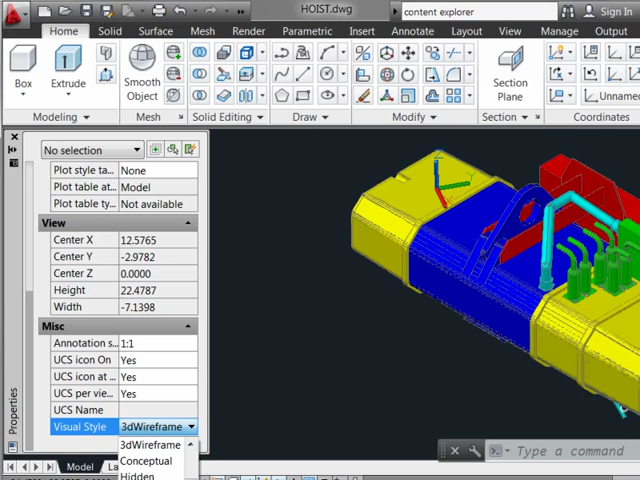 HOIST.dwg
content explorer
Sign In
Home Solid Surface Mesh Render Parametric Insert Annotate Layout View Manage Output
Box
Extrude
Smooth
Object
Section
Plane
Unname
Modeling Mesh Solid Editing Draw Modify Section Coordinates
No selection
Plot style ta... None
Plot table at... Model
Plot table ty... Not available
View
Center X 12.5765
Center Y -2.9782
Center Z 0.0000
Height 22.4787
Width -7.1398
Misc
Annotation s... 1:1
UCS icon On Yes
UCS icon at ... Yes
UCS per vie... Yes
UCS Name
Visual Style 3dWireframe
3dWireframe
Conceptual
Hidden
Properties
Z
Y
Model La
Type a command